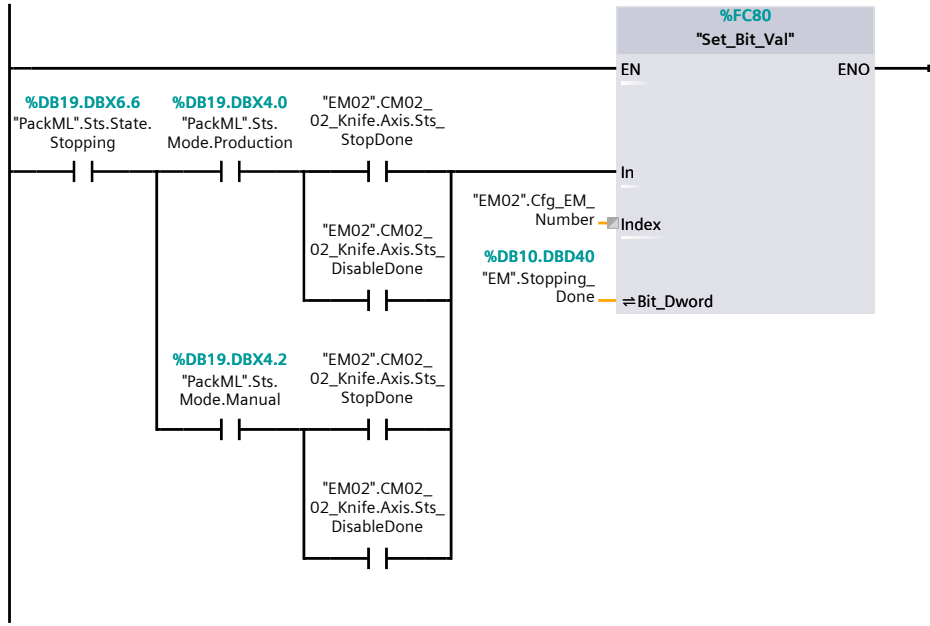 %FC80
"Set_Bit_Val"
EN
ENO
%DB19.DBX6.6
"PackML".Sts.State.
Stopping
%DB19.DBX4.0
"PackML".Sts.
Mode.Production
"EM02".CM02_
02_Knife.Axis.Sts_
StopDone
In
"EM02".CM02_
02_Knife.Axis.Sts_
DisableDone
"EM02".Cfg_EM_
Number
Index
%DB10.DBD40
"EM".Stopping_
Done
⇌Bit_Dword
%DB19.DBX4.2
"PackML".Sts.
Mode.Manual
"EM02".CM02_
02_Knife.Axis.Sts_
StopDone
"EM02".CM02_
02_Knife.Axis.Sts_
DisableDone